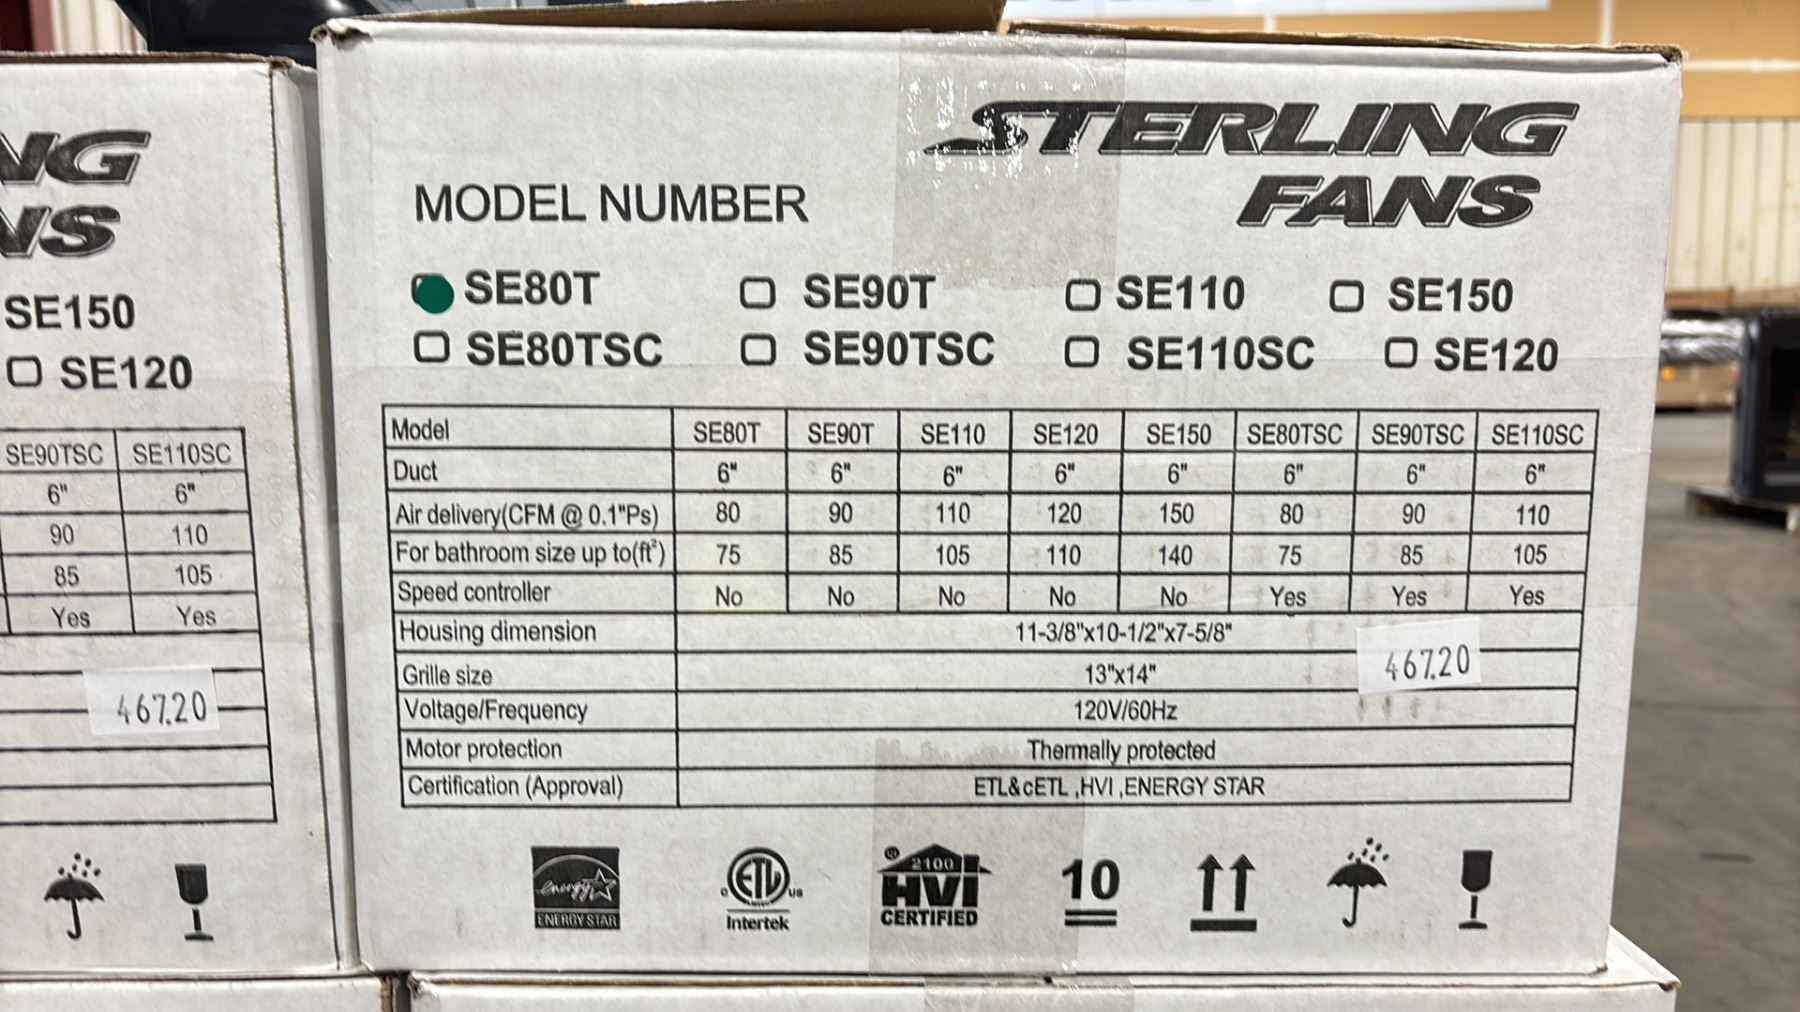 NG
NS
SE150
SE120
SE90TSC SE110SC
6" 6"
90 110
85 105
Yes Yes
467.20
STERLING
FANS
MODEL NUMBER
SE80T SE90T SE110 SE150
SE80TSC SE90TSC SE110SC SE120
Model SE80T SE90T SE110 SE120 SE150 SE80TSC SE90TSC SE110SC
Duct 6" 6" 6" 6" 6" 6" 6" 6"
Air delivery(CFM @ 0.1"Ps) 80 90 110 120 150 80 90 110
For bathroom size up to(ft²) 75 85 105 110 140 75 85 105
Speed controller No No No No No Yes Yes Yes
Housing dimension 11-3/8"x10-1/2"x7-5/8"
Grille size 13"x14"
467.20
Voltage/Frequency 120V/60Hz
Motor protection Thermally protected
Certification (Approval) ETL&cETL ,HVI ,ENERGY STAR
energy
ENERGY STAR
C ETL US
Intertek
® 2100
HVI
CERTIFIED
10